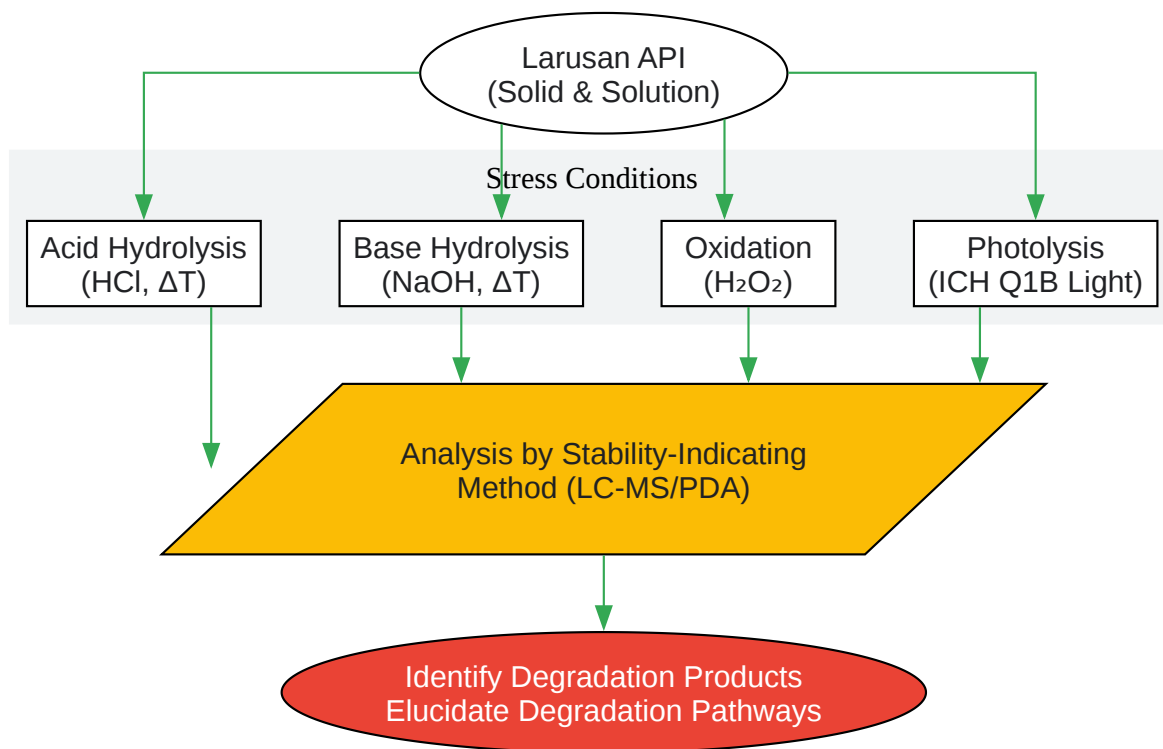 Larusan API
(Solid & Solution)
Stress Conditions
Acid Hydrolysis
(HCl, ΔT)
Base Hydrolysis
(NaOH, ΔT)
Oxidation
(H₂O₂)
Photolysis
(ICH Q1B Light)
Analysis by Stability-Indicating
Method (LC-MS/PDA)
Identify Degradation Products
Elucidate Degradation Pathways